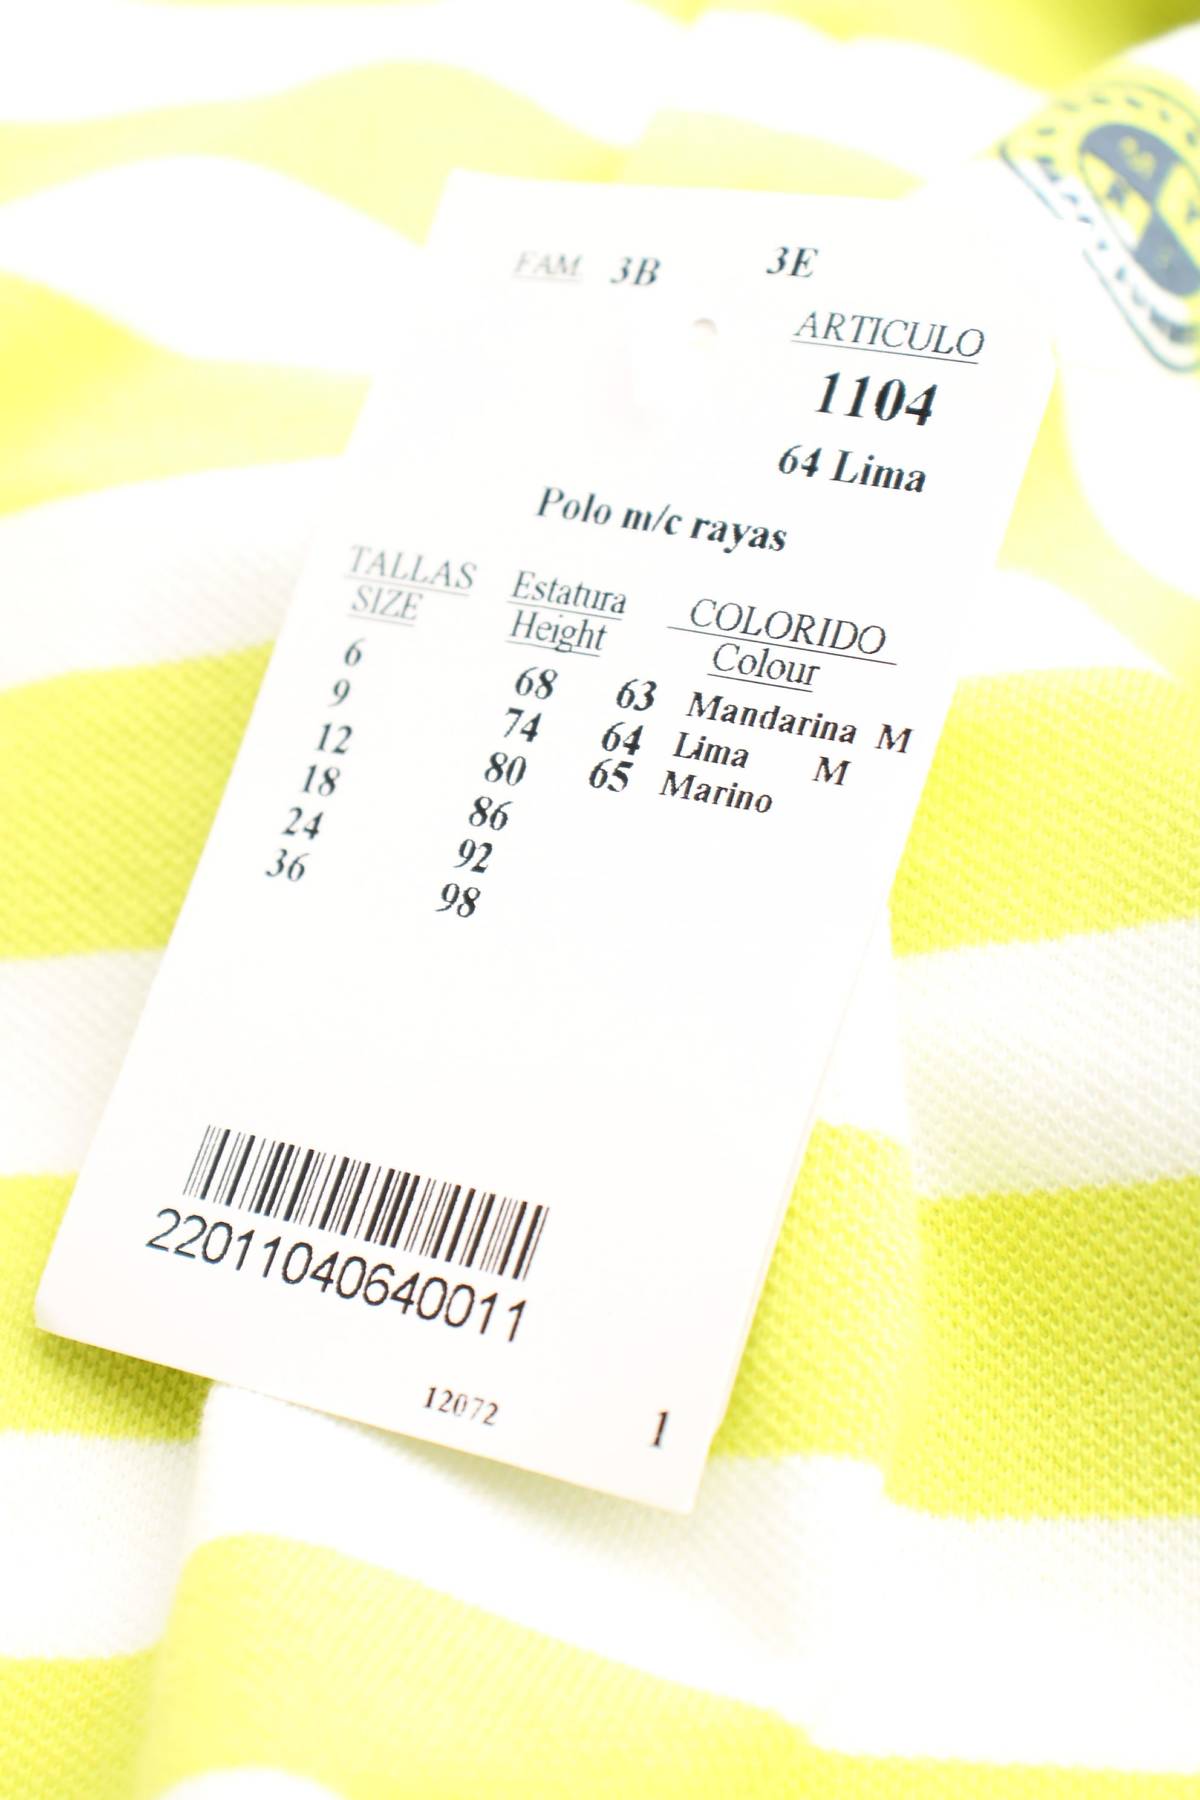 FAM 3B 3E
ARTICULO
1104
64 Lima
Polo m/c rayas
TALLAS Estatura COLORIDO
SIZE Height Colour
6 68 63 Mandarina M
9 74 64 Lima M
12 80 65 Marino
18 86
24 92
36 98
22011040640011
12072 1